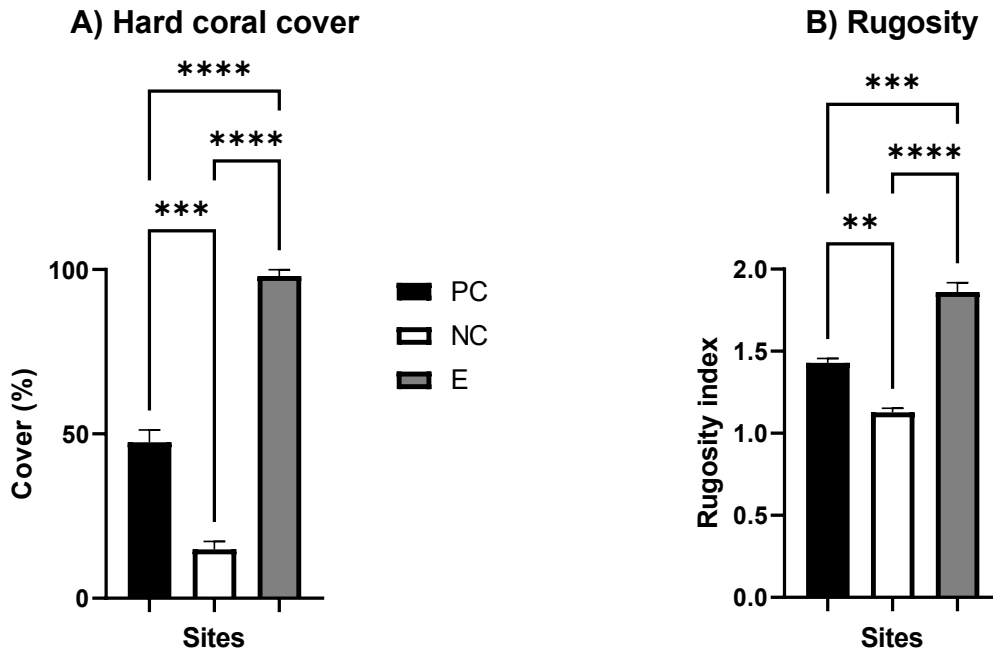 A) Hard coral cover
****
****
***
Cover (%)
100
50
0
Sites
PC
NC
E
B) Rugosity
***
****
**
Rugosity index
2.0
1.5
1.0
0.5
0.0
Sites